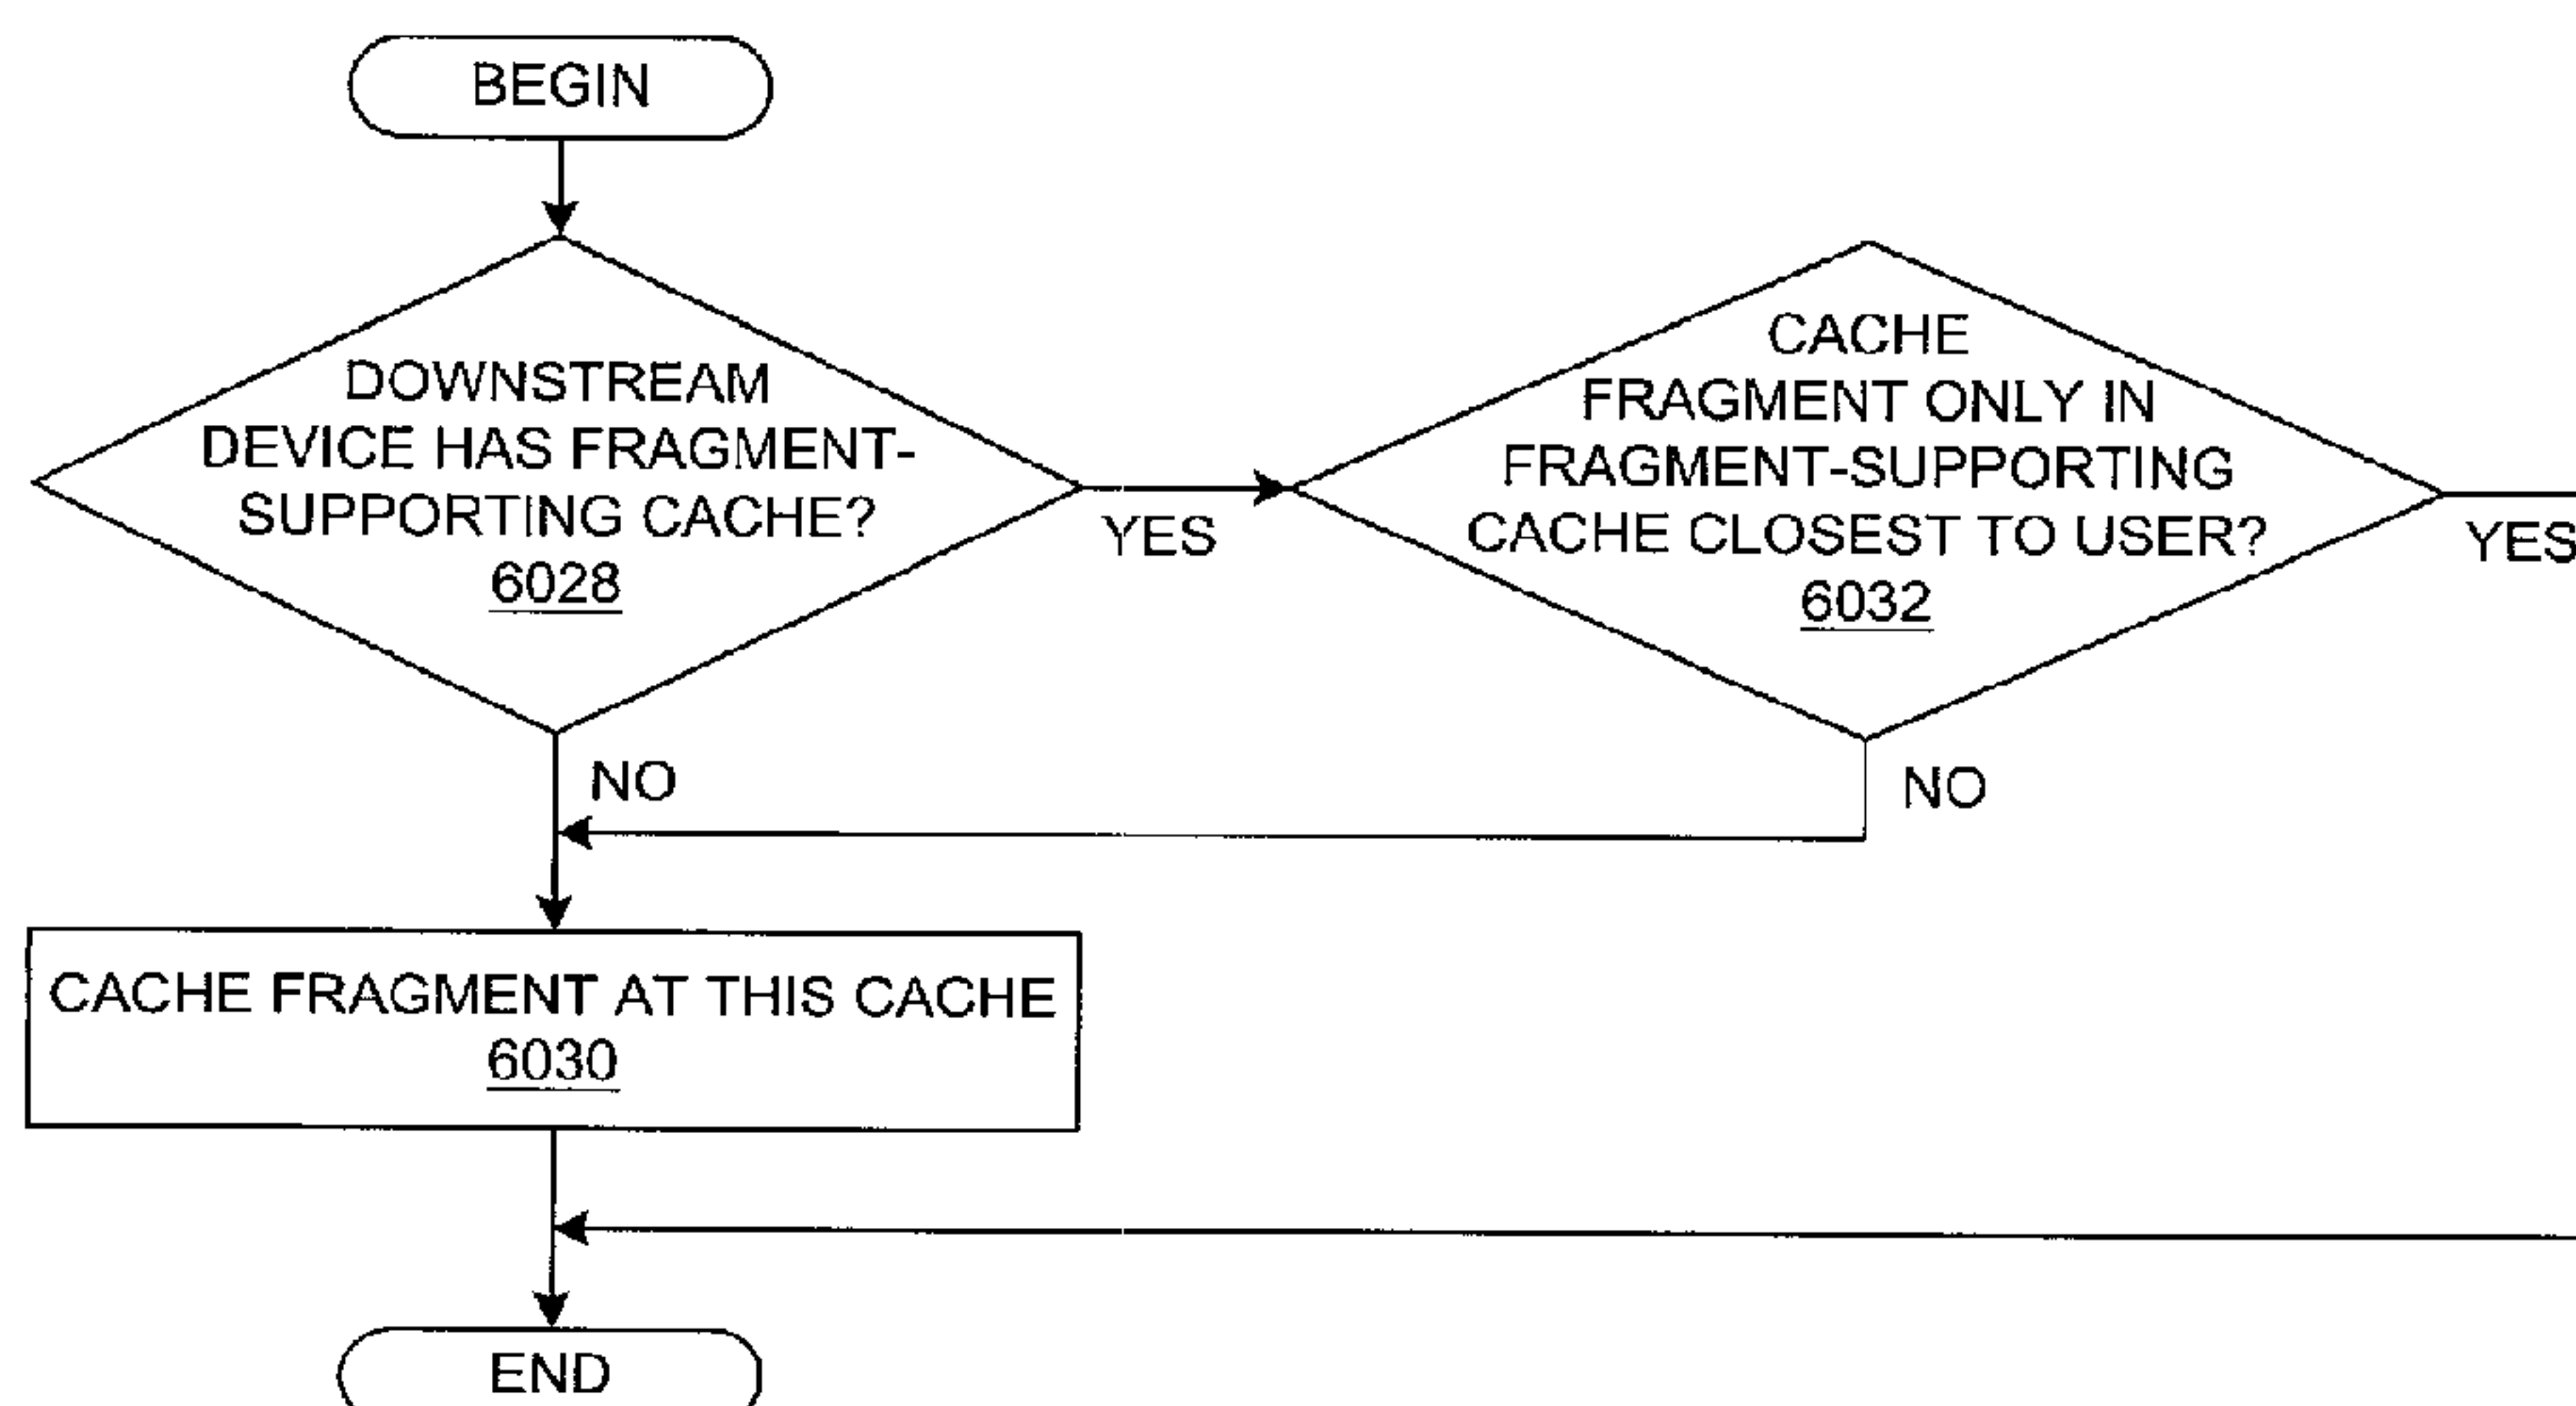 BEGIN
DOWNSTREAM
DEVICE HAS FRAGMENT-
SUPPORTING CACHE?
6028
YES
CACHE
FRAGMENT ONLY IN
FRAGMENT-SUPPORTING
CACHE CLOSEST TO USER?
6032
YES
NO
NO
CACHE FRAGMENT AT THIS CACHE
6030
END